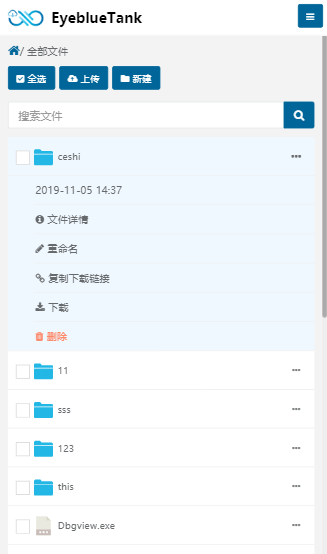 EyeblueTank
/ 全部文件
全选 上传 新建
搜索文件
ceshi
2019-11-05 14:37
文件详情
重命名
复制下载链接
下载
删除
11
sss
123
this
Dbgview.exe